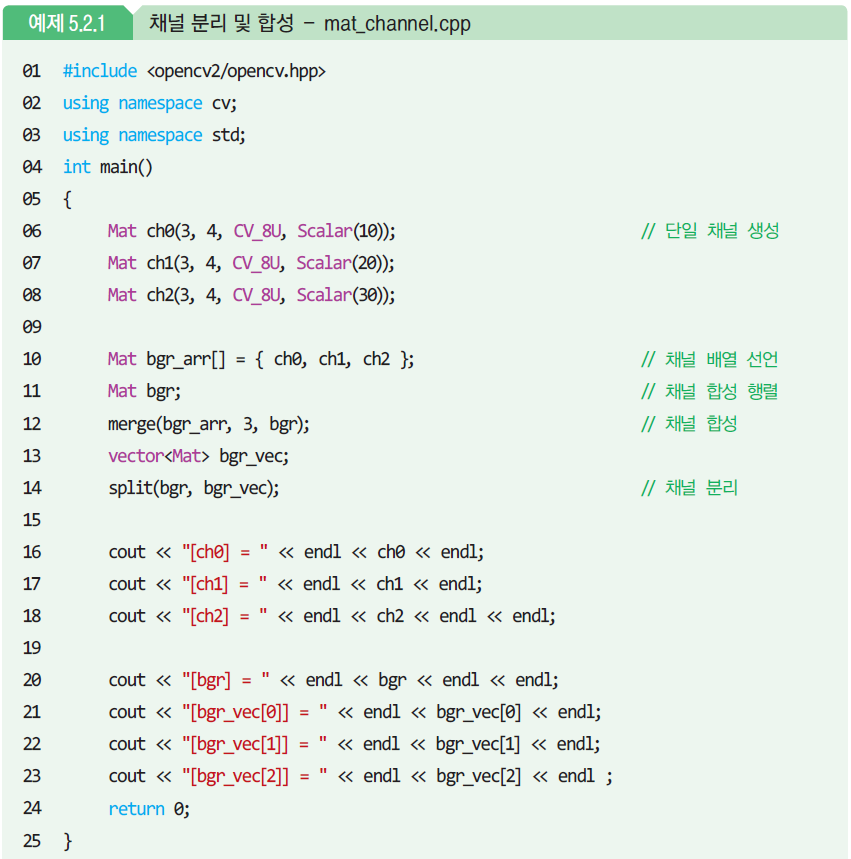 예제 5.2.1 채널 분리 및 합성 - mat_channel.cpp
01 #include <opencv2/opencv.hpp>
02 using namespace cv;
03 using namespace std;
04 int main()
05 {
06 Mat ch0(3, 4, CV_8U, Scalar(10)); // 단일 채널 생성
07 Mat ch1(3, 4, CV_8U, Scalar(20));
08 Mat ch2(3, 4, CV_8U, Scalar(30));
09
10 Mat bgr_arr[] = { ch0, ch1, ch2 }; // 채널 배열 선언
11 Mat bgr; // 채널 합성 행렬
12 merge(bgr_arr, 3, bgr); // 채널 합성
13 vector<Mat> bgr_vec;
14 split(bgr, bgr_vec); // 채널 분리
15
16 cout << "[ch0] = " << endl << ch0 << endl;
17 cout << "[ch1] = " << endl << ch1 << endl;
18 cout << "[ch2] = " << endl << ch2 << endl << endl;
19
20 cout << "[bgr] = " << endl << bgr << endl << endl;
21 cout << "[bgr_vec[0]] = " << endl << bgr_vec[0] << endl;
22 cout << "[bgr_vec[1]] = " << endl << bgr_vec[1] << endl;
23 cout << "[bgr_vec[2]] = " << endl << bgr_vec[2] << endl ;
24 return 0;
25 }